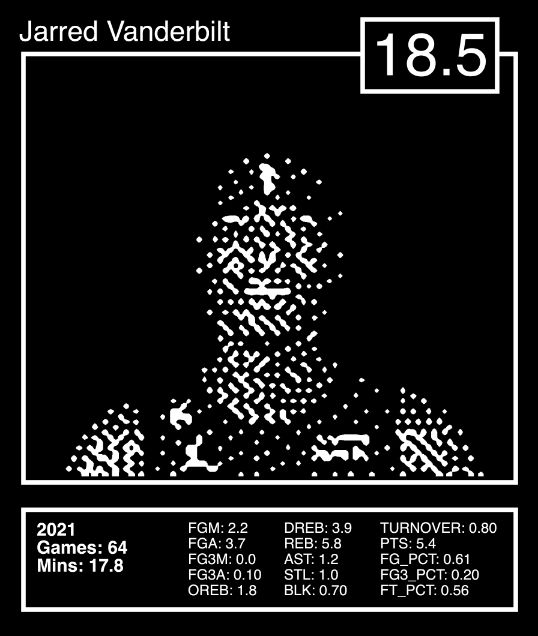 Jarred Vanderbilt
18.5
2021
Games: 64
Mins: 17.8
FGM: 2.2
FGA: 3.7
FG3M: 0.0
FG3A: 0.10
OREB: 1.8
DREB: 3.9
REB: 5.8
AST: 1.2
STL: 1.0
BLK: 0.70
TURNOVER: 0.80
PTS: 5.4
FG_PCT: 0.61
FG3_PCT: 0.20
FT_PCT: 0.56